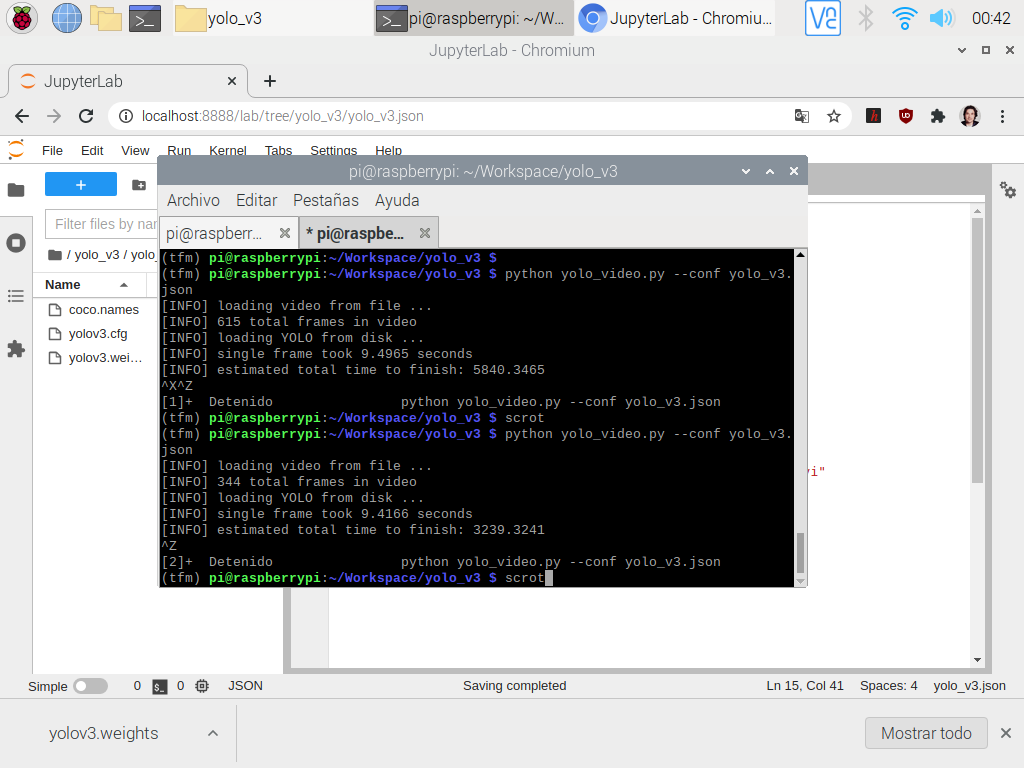 yolo_v3
pi@raspberrypi: ~/W...
JupyterLab - Chromiu...
VC
00:42
JupyterLab - Chromium
JupyterLab
localhost:8888/lab/tree/yolo_v3/yolo_v3.json
File Edit View Run Kernel Tabs Settings Help
pi@raspberrypi: ~/Workspace/yolo_v3
Archivo Editar Pestañas Ayuda
pi@raspberr...
* pi@raspbe...
Filter files by nar
/ yolo_v3 / yolo_
Name
coco.names
yolov3.cfg
yolov3.wei...
(tfm) pi@raspberrypi:~/Workspace/yolo_v3 $
(tfm) pi@raspberrypi:~/Workspace/yolo_v3 $ python yolo_video.py --conf yolo_v3.
json
[INFO] loading video from file ...
[INFO] 615 total frames in video
[INFO] loading YOLO from disk ...
[INFO] single frame took 9.4965 seconds
[INFO] estimated total time to finish: 5840.3465
^X^Z
[1]+  Detenido                python yolo_video.py --conf yolo_v3.json
(tfm) pi@raspberrypi:~/Workspace/yolo_v3 $ scrot
(tfm) pi@raspberrypi:~/Workspace/yolo_v3 $ python yolo_video.py --conf yolo_v3.
json
[INFO] loading video from file ...
[INFO] 344 total frames in video
[INFO] loading YOLO from disk ...
[INFO] single frame took 9.4166 seconds
[INFO] estimated total time to finish: 3239.3241
^Z
[2]+  Detenido                python yolo_video.py --conf yolo_v3.json
(tfm) pi@raspberrypi:~/Workspace/yolo_v3 $ scrot
Simple 0 0 JSON Saving completed Ln 15, Col 41 Spaces: 4 yolo_v3.json
yolov3.weights
Mostrar todo